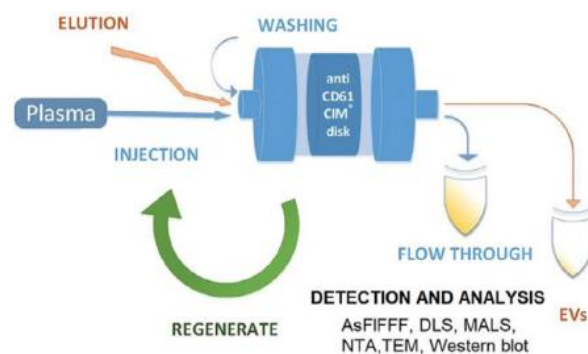 ELUTION
WASHING
Plasma
INJECTION
anti
CD61
CIM*
disk
FLOW THROUGH
REGENERATE
EVs
DETECTION AND ANALYSIS
AsFIFFF, DLS, MALS,
NTA,TEM, Western blot